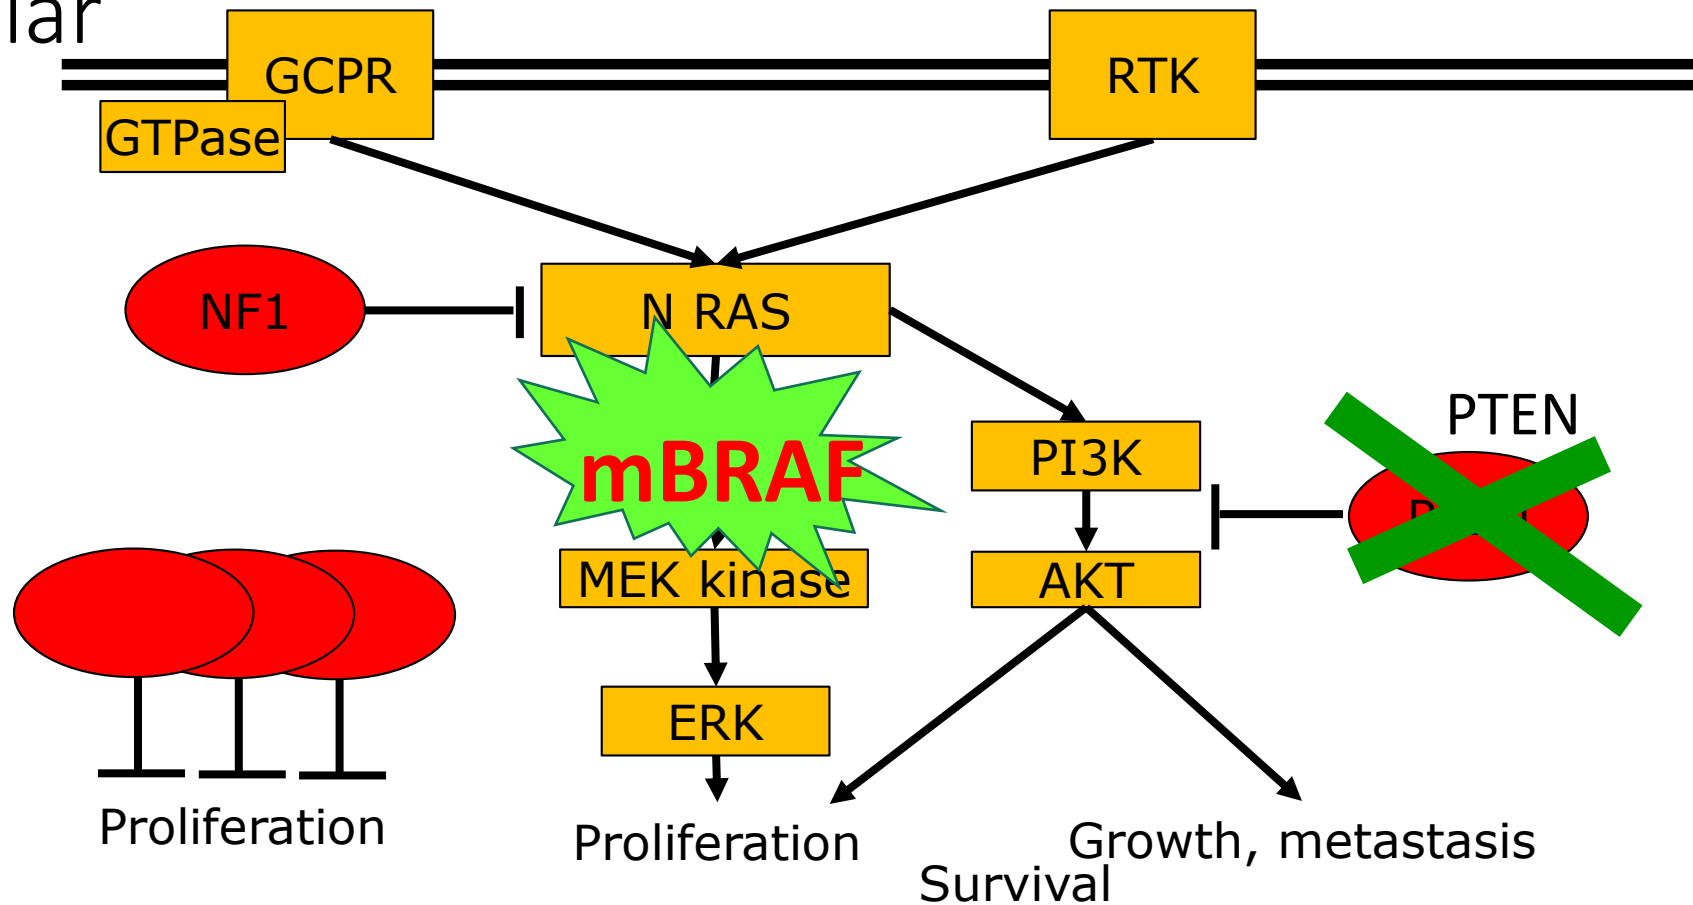 lar
GCPR
RTK
GTPase
NF1
N RAS
PTEN
mBRAF
PI3K
MEK kinase
AKT
ERK
Proliferation
Proliferation
Growth, metastasis
Survival